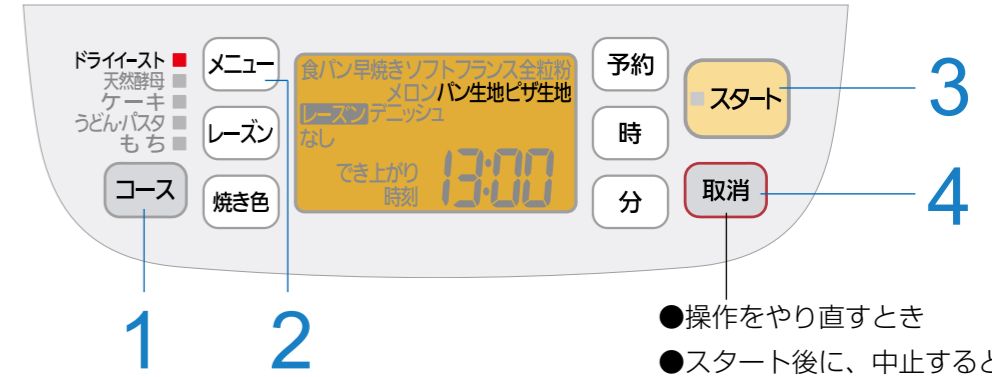 ドライイースト
天然酵母
ケーキ
うどん・パスタ
もち
コース
メニュー
レーズン
焼き色
食パン早焼きソフトフランス全粒粉
メロンパン生地ピザ生地
レーズンデニッシュ
なし
でき上がり
時刻
13:00
予約
時
分
スタート
取消
1
2
3
4
●操作をやり直すとき
●スタート後に、中止すると